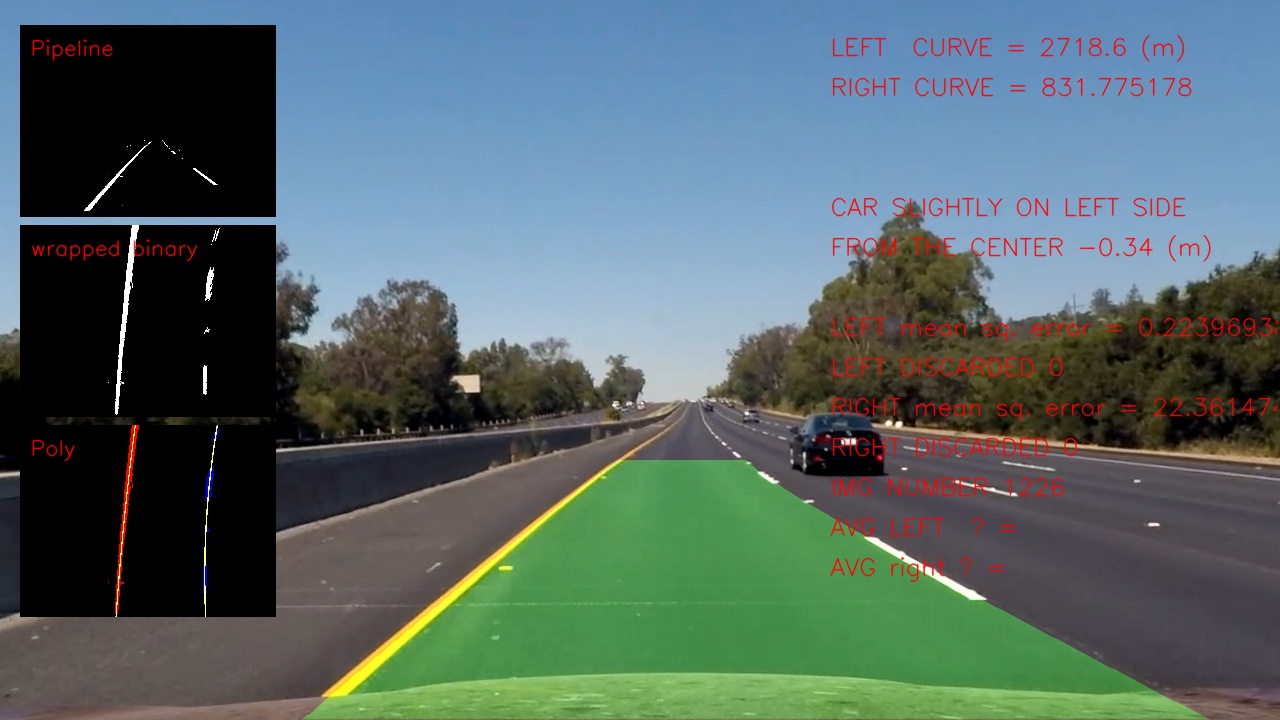 Pipeline
wrapped binary
Poly
LEFT CURVE = 2718.6 (m)
RIGHT CURVE = 831.775178
CAR SLIGHTLY ON LEFT SIDE
FROM THE CENTER -0.34 (m)
LEFT mean sq. error = 0.2239693
LEFT DISCARDED 0
RIGHT mean sq. error = 22.36147
RIGHT DISCARDED 0
IMG NUMBER 1226
AVG LEFT ? =
AVG right ? =